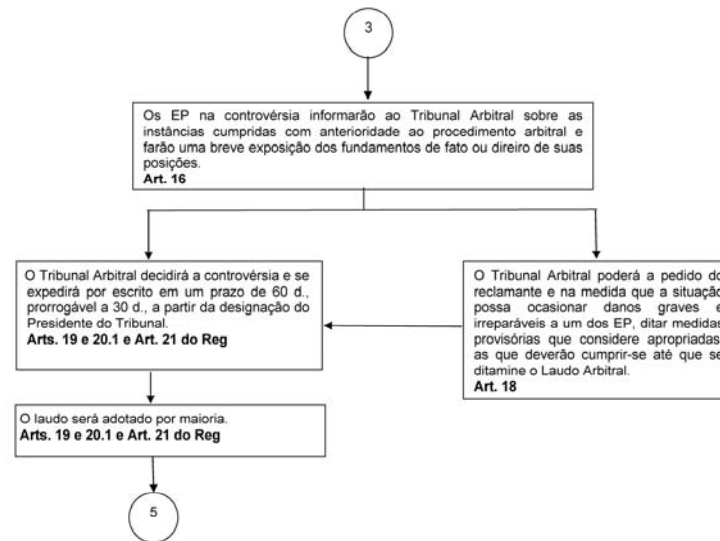 3
Os EP na controvérsia informarão ao Tribunal Arbitral sobre as
instâncias cumpridas com anterioridade ao procedimento arbitral e
farão uma breve exposição dos fundamentos de fato ou direiro de suas
posições.
Art. 16
O Tribunal Arbitral decidirá a controvérsia e se
expedirá por escrito em um prazo de 60 d.,
prorrogável a 30 d., a partir da designação do
Presidente do Tribunal.
Arts. 19 e 20.1 e Art. 21 do Reg
O Tribunal Arbitral poderá a pedido do
reclamante e na medida que a situação
possa ocasionar danos graves e
irreparáveis a um dos EP, ditar medidas
provisórias que considere apropriadas,
as que deverão cumprir-se até que se
ditamine o Laudo Arbitral.
Art. 18
O laudo será adotado por maioria.
Arts. 19 e 20.1 e Art. 21 do Reg
5